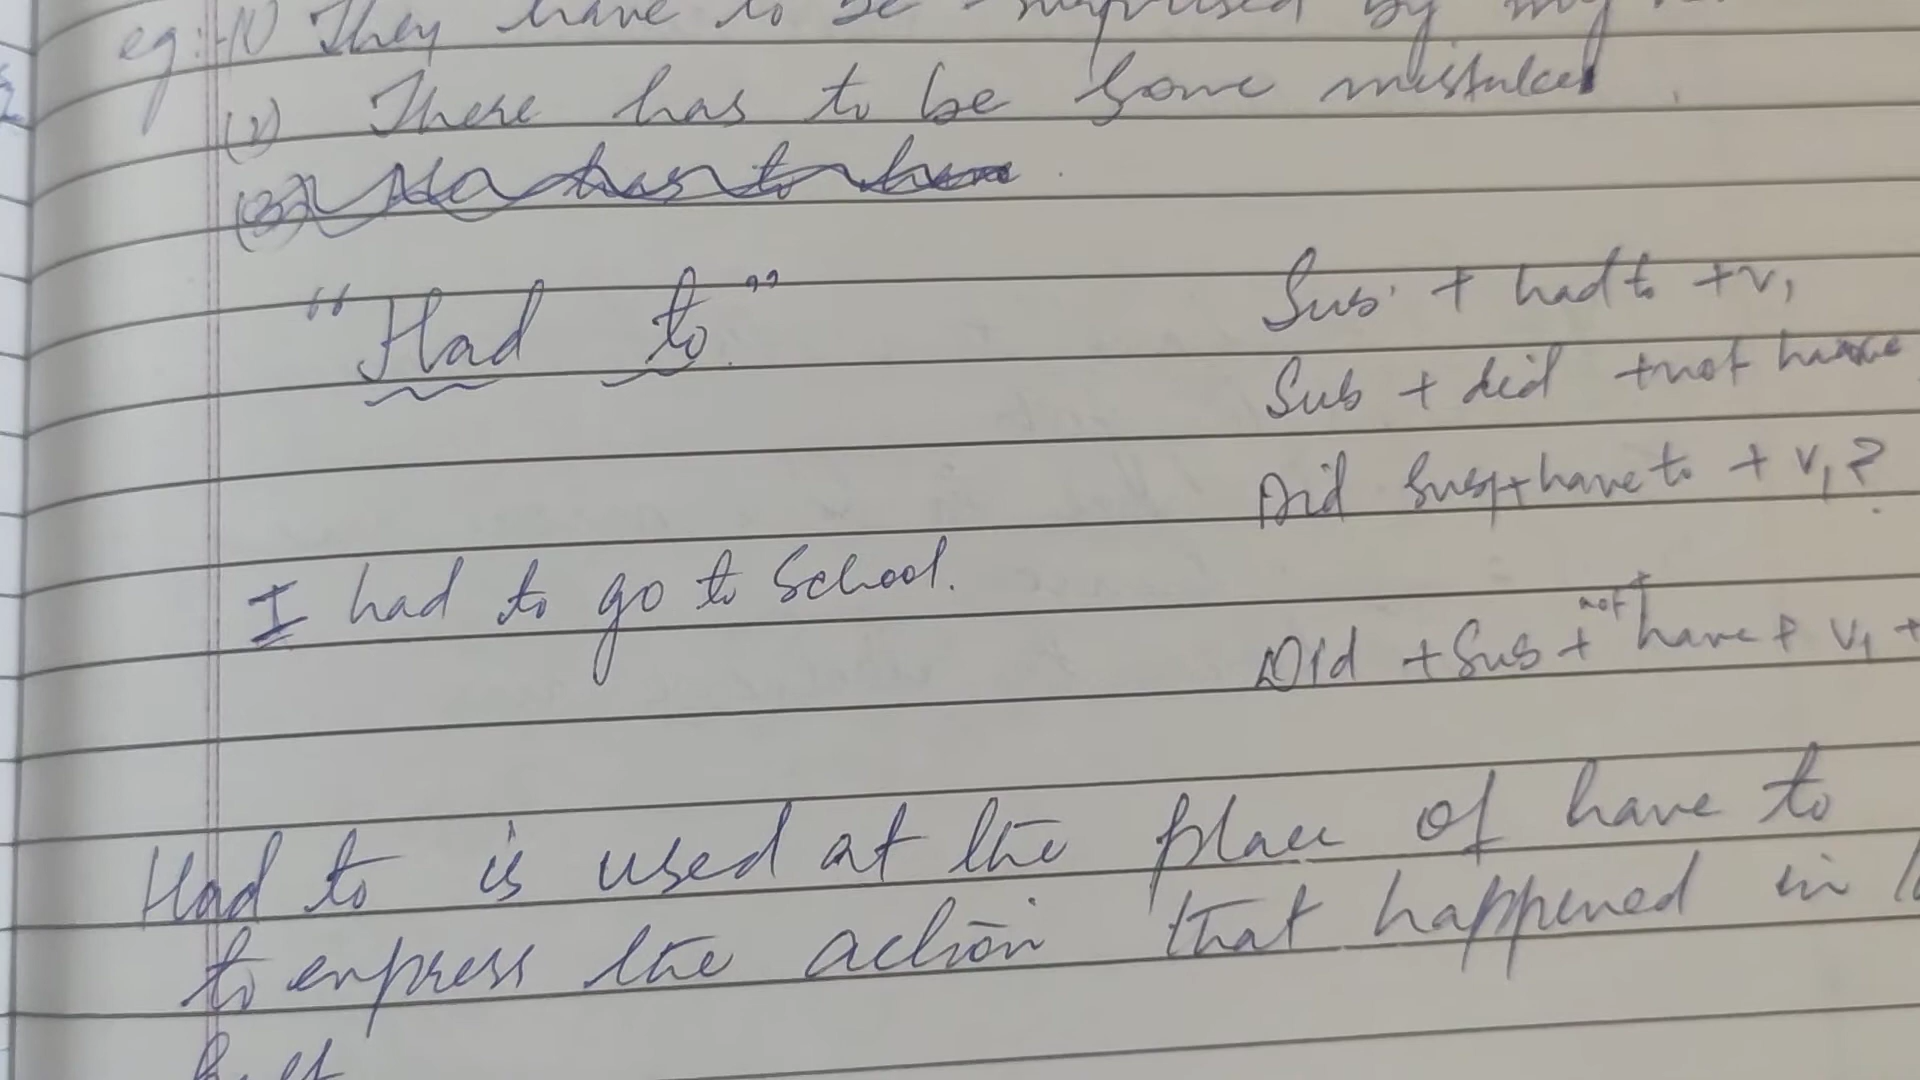 eg:-(1) They have to be surprised by my
(2) There has to be some mistakes.
"Had to"
Sub + had to + v1
Sub + did + not have
Did sub + have to + v1?
I had to go to School.
Did + Sub + not have + v1 +
Had to is used at the place of have to
to express the action that happened in